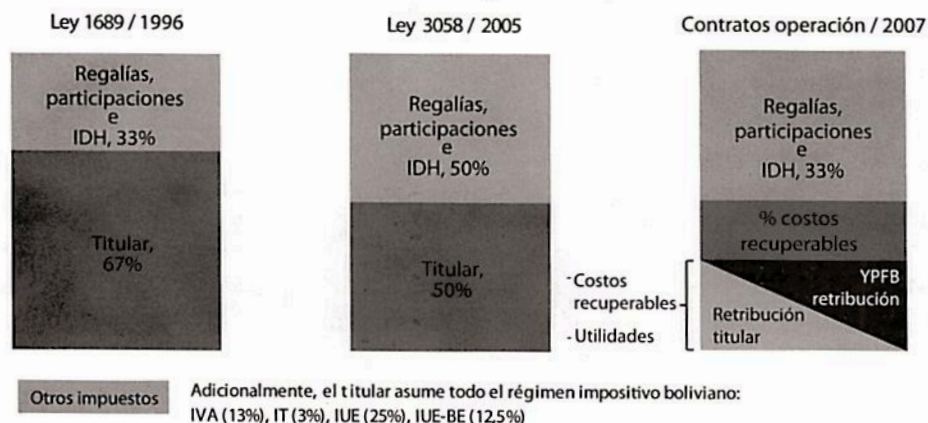 Ley 1689 / 1996
Regalías,
participaciones
e
IDH, 33%
Titular,
67%
Ley 3058 / 2005
Regalías,
participaciones
e
IDH, 50%
Titular,
50%
Contratos operación / 2007
Regalías,
participaciones
e
IDH, 33%
% costos
recuperables
- Costos
recuperables
- Utilidades
YPFB
retribución
Retribución
titular
Otros impuestos
Adicionalmente, el titular asume todo el régimen impositivo boliviano:
IVA (13%), IT (3%), IUE (25%), IUE-BE (12,5%)